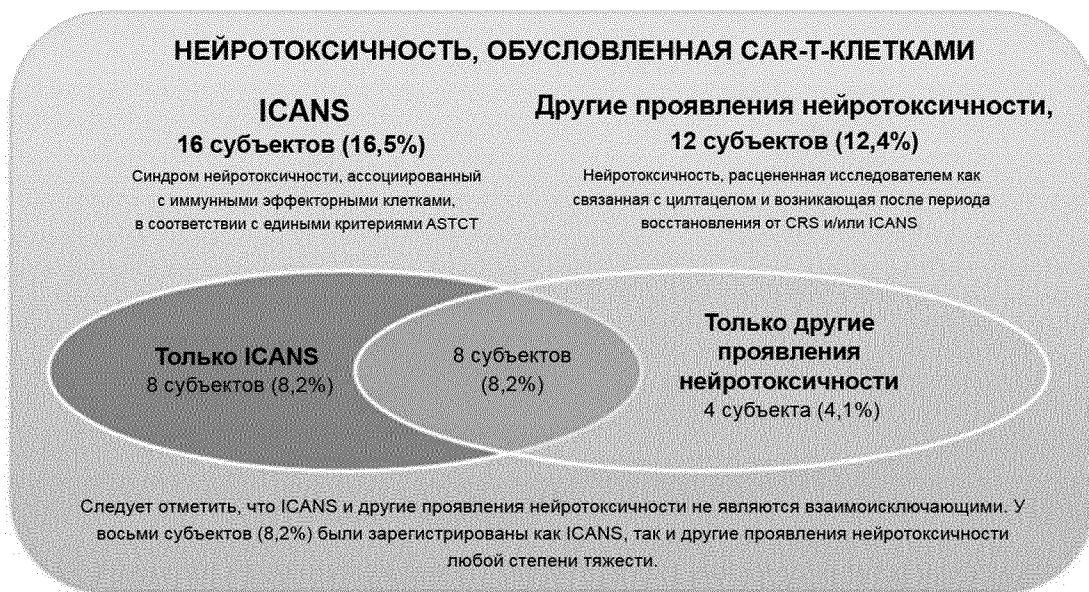 НЕЙРОТОКСИЧНОСТЬ, ОБУСЛОВЛЕННАЯ CAR-T-КЛЕТКАМИ
ICANS
16 субъектов (16,5%)
Синдром нейротоксичности, ассоциированный
с иммунными эффекторными клетками,
в соответствии с едиными критериями ASTCT
Другие проявления нейротоксичности,
12 субъектов (12,4%)
Нейротоксичность, расцененная исследователем как
связанная с цилтацелом и возникающая после периода
восстановления от CRS и/или ICANS
Только ICANS
8 субъектов (8,2%)
8 субъектов
(8,2%)
Только другие
проявления
нейротоксичности
4 субъекта (4,1%)
Следует отметить, что ICANS и другие проявления нейротоксичности не являются взаимоисключающими. У
восьми субъектов (8,2%) были зарегистрированы как ICANS, так и другие проявления нейротоксичности
любой степени тяжести.